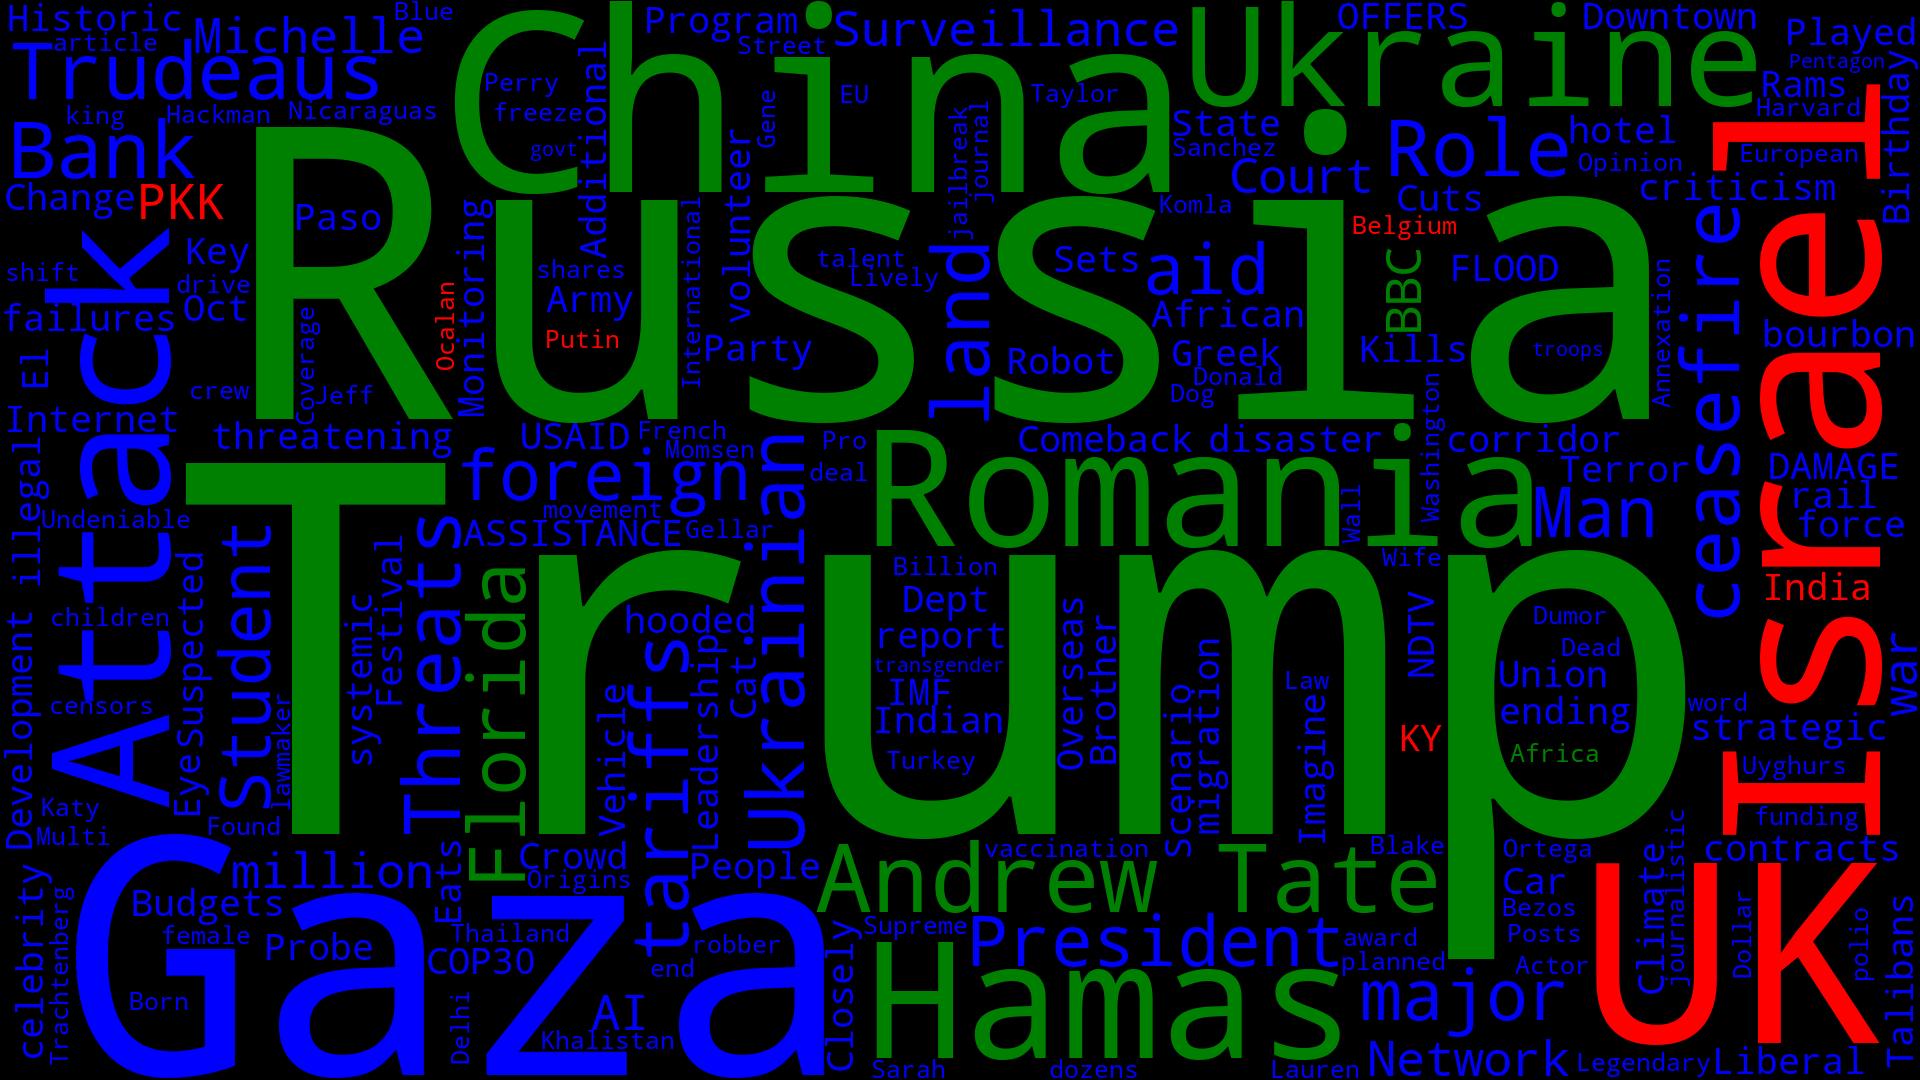 Historic
Blue
Program
OFFERS
Downtown
article
Michelle
Street
Surveillance
Ukraine
Played
Trudeaus
China
Pentagon
Perry
EU
Taylor
Rams
king
Hackman
Nicaraguas
freeze
Gene
Harvard
Birthday
Bank
govt
Additional
volunteer
jailbreak
journal
State
Sanchez
Role
hotel
Opinion
European
Court
Change
PKK
Cuts
criticism
Paso
Russia
Komla
Belgium
Key
Monitoring
International
shift
drive
shares
talent
Lively
land
Sets
aid
BBC
FLOOD
Israel
failures
Oct
Army
African
ceasefire
Annexation
bourbon
Ocalan
Putin
Party
Robot
Greek
Kills
troops
El
Coverage
Donald
crew
Jeff
Dog
Washington
Attack
Internet
threatening
USAID
French
Momsen
Pro
Comeback
disaster
corridor
foreign
deal
Romania
Terror
DAMAGE
illegal
movement
Wall
Man
rail
force
Undeniable
ASSISTANCE
Gellar
Ukrainian
Trump
Student
Threats
Festival
Florida
Billion
Wife
India
Suspected
systemic
hooded
Dept
Overseas
Brother
NDTV
Dumor
children
report
migration
Dead
war
Development
transgender
Law
Union
Cat
IMF
ending
word
censors
Leadership
Indian
Scenario
Imagine
KY
strategic
Eye
lawmaker
Vehicle
tariffs
Turkey
Africa
Uyghurs
Katy
Multi
Found
funding
Gaza
million
Eats
Crowd
Origins
People
vaccination
Blake
Ortega
contracts
celebrity
Budgets
Andrew Tate
Car
Bezos
Climate
journalistic
UK
Trachtenberg
female
Probe
Thailand
COP30
robber
end
Closely
Supreme
President
award
planned
Posts
Actor
Dollar
polio
Talibans
Born
Delhi
AI
Khalistan
Hamas
major
Sarah
dozens
Lauren
Network
Legendary
Liberal